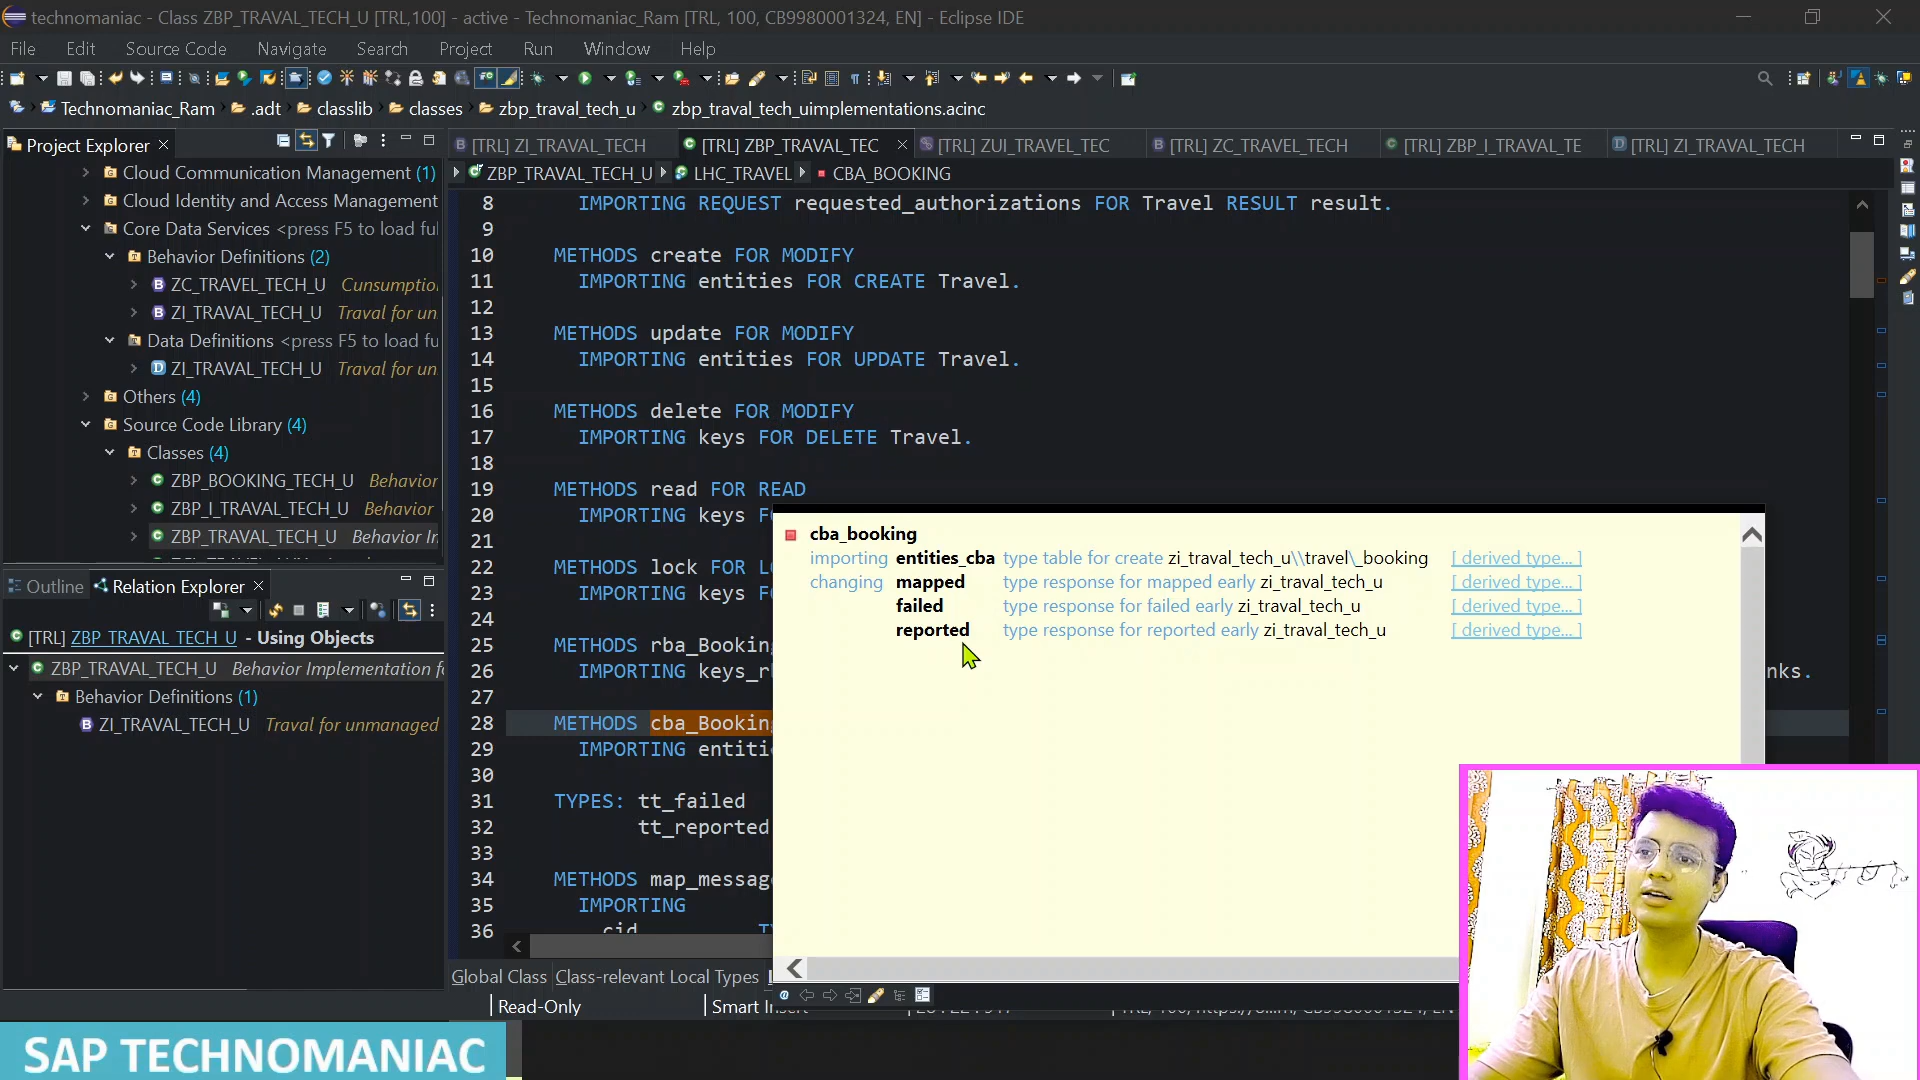 technomaniac - Class ZBP_TRAVAL_TECH_U [TRL,100] - active - Technomaniac_Ram [TRL, 100, CB9980001324, EN] - Eclipse IDE
File Edit Source Code Navigate Search Project Run Window Help
Technomaniac_Ram .adt classlib classes zbp_traval_tech_u zbp_traval_tech_uimplementations.acinc
Project Explorer
Cloud Communication Management (1)
Cloud Identity and Access Management
Core Data Services <press F5 to load ful
Behavior Definitions (2)
ZC_TRAVEL_TECH_U Cunsumptio
ZI_TRAVAL_TECH_U Traval for un
Data Definitions <press F5 to load fu
ZI_TRAVAL_TECH_U Traval for un
Others (4)
Source Code Library (4)
Classes (4)
ZBP_BOOKING_TECH_U Behavior
ZBP_I_TRAVAL_TECH_U Behavior
ZBP_TRAVAL_TECH_U Behavior In
Outline Relation Explorer
[TRL] ZBP_TRAVAL_TECH_U - Using Objects
ZBP_TRAVAL_TECH_U Behavior Implementation fo
Behavior Definitions (1)
ZI_TRAVAL_TECH_U Traval for unmanaged
[TRL] ZI_TRAVAL_TECH [TRL] ZBP_TRAVAL_TEC [TRL] ZUI_TRAVEL_TEC [TRL] ZC_TRAVEL_TECH [TRL] ZBP_I_TRAVAL_TE [TRL] ZI_TRAVAL_TECH
ZBP_TRAVAL_TECH_U LHC_TRAVEL CBA_BOOKING
8 IMPORTING REQUEST requested_authorizations FOR Travel RESULT result.
9
10 METHODS create FOR MODIFY
11 IMPORTING entities FOR CREATE Travel.
12
13 METHODS update FOR MODIFY
14 IMPORTING entities FOR UPDATE Travel.
15
16 METHODS delete FOR MODIFY
17 IMPORTING keys FOR DELETE Travel.
18
19 METHODS read FOR READ
20 IMPORTING keys F
21
22 METHODS lock FOR L
23 IMPORTING keys F
24
25 METHODS rba_Booking
26 IMPORTING keys_r nks.
27
28 METHODS cba_Booking
29 IMPORTING entiti
30
31 TYPES: tt_failed
32 tt_reported
33
34 METHODS map_messag
35 IMPORTING
36 cid
cba_booking
importing entities_cba type table for create zi_traval_tech_u\\travel\_booking [ derived type... ]
changing mapped type response for mapped early zi_traval_tech_u [ derived type... ]
failed type response for failed early zi_traval_tech_u [ derived type... ]
reported type response for reported early zi_traval_tech_u [ derived type... ]
Global Class Class-relevant Local Types
Read-Only Smart Insert
SAP TECHNOMANIAC